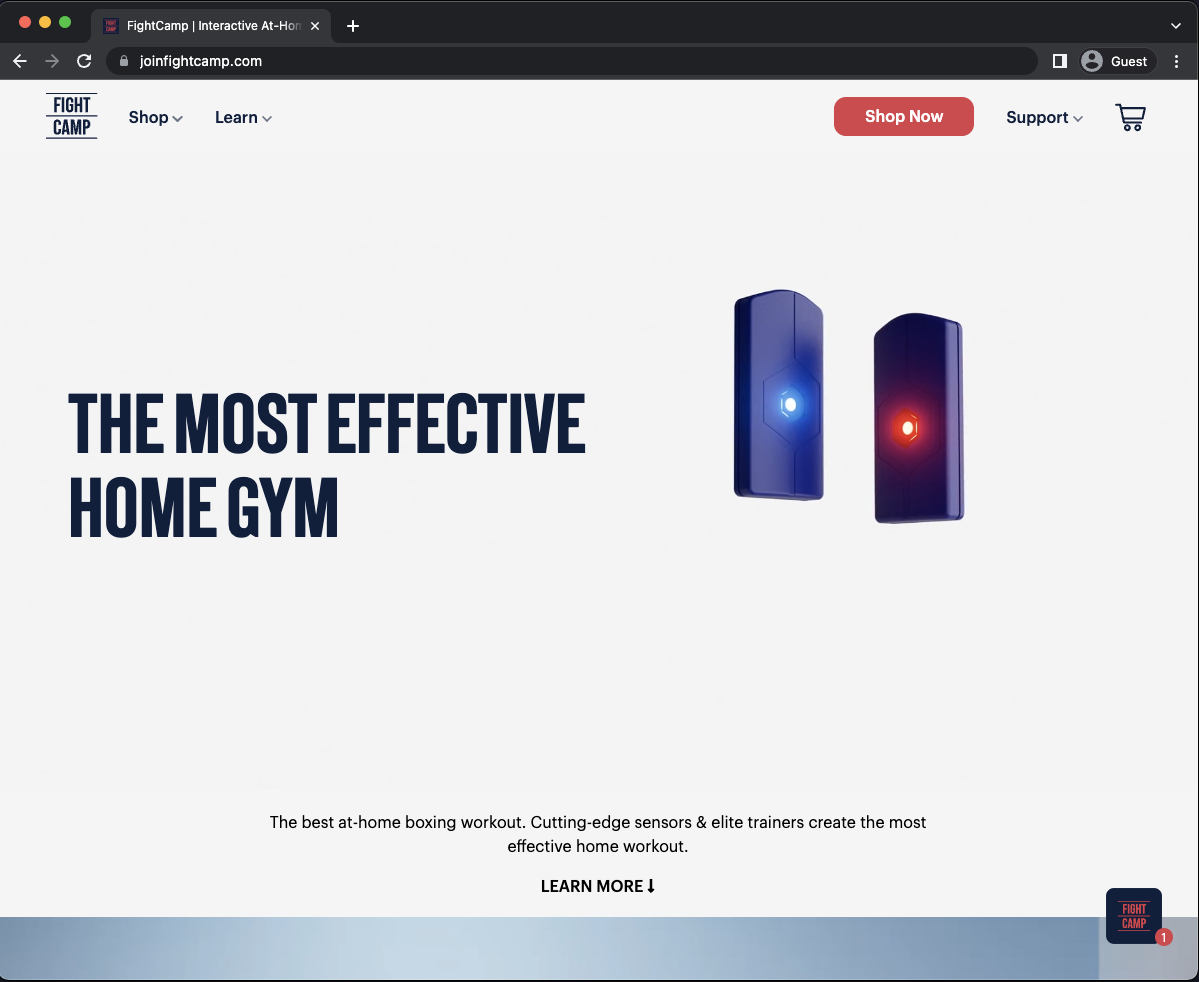 FightCamp | Interactive At-Hom
joinfightcamp.com
Guest
FIGHT
CAMP
Shop
Learn
Shop Now
Support
THE MOST EFFECTIVE
HOME GYM
The best at-home boxing workout. Cutting-edge sensors & elite trainers create the most
effective home workout.
LEARN MORE
FIGHT
CAMP
1